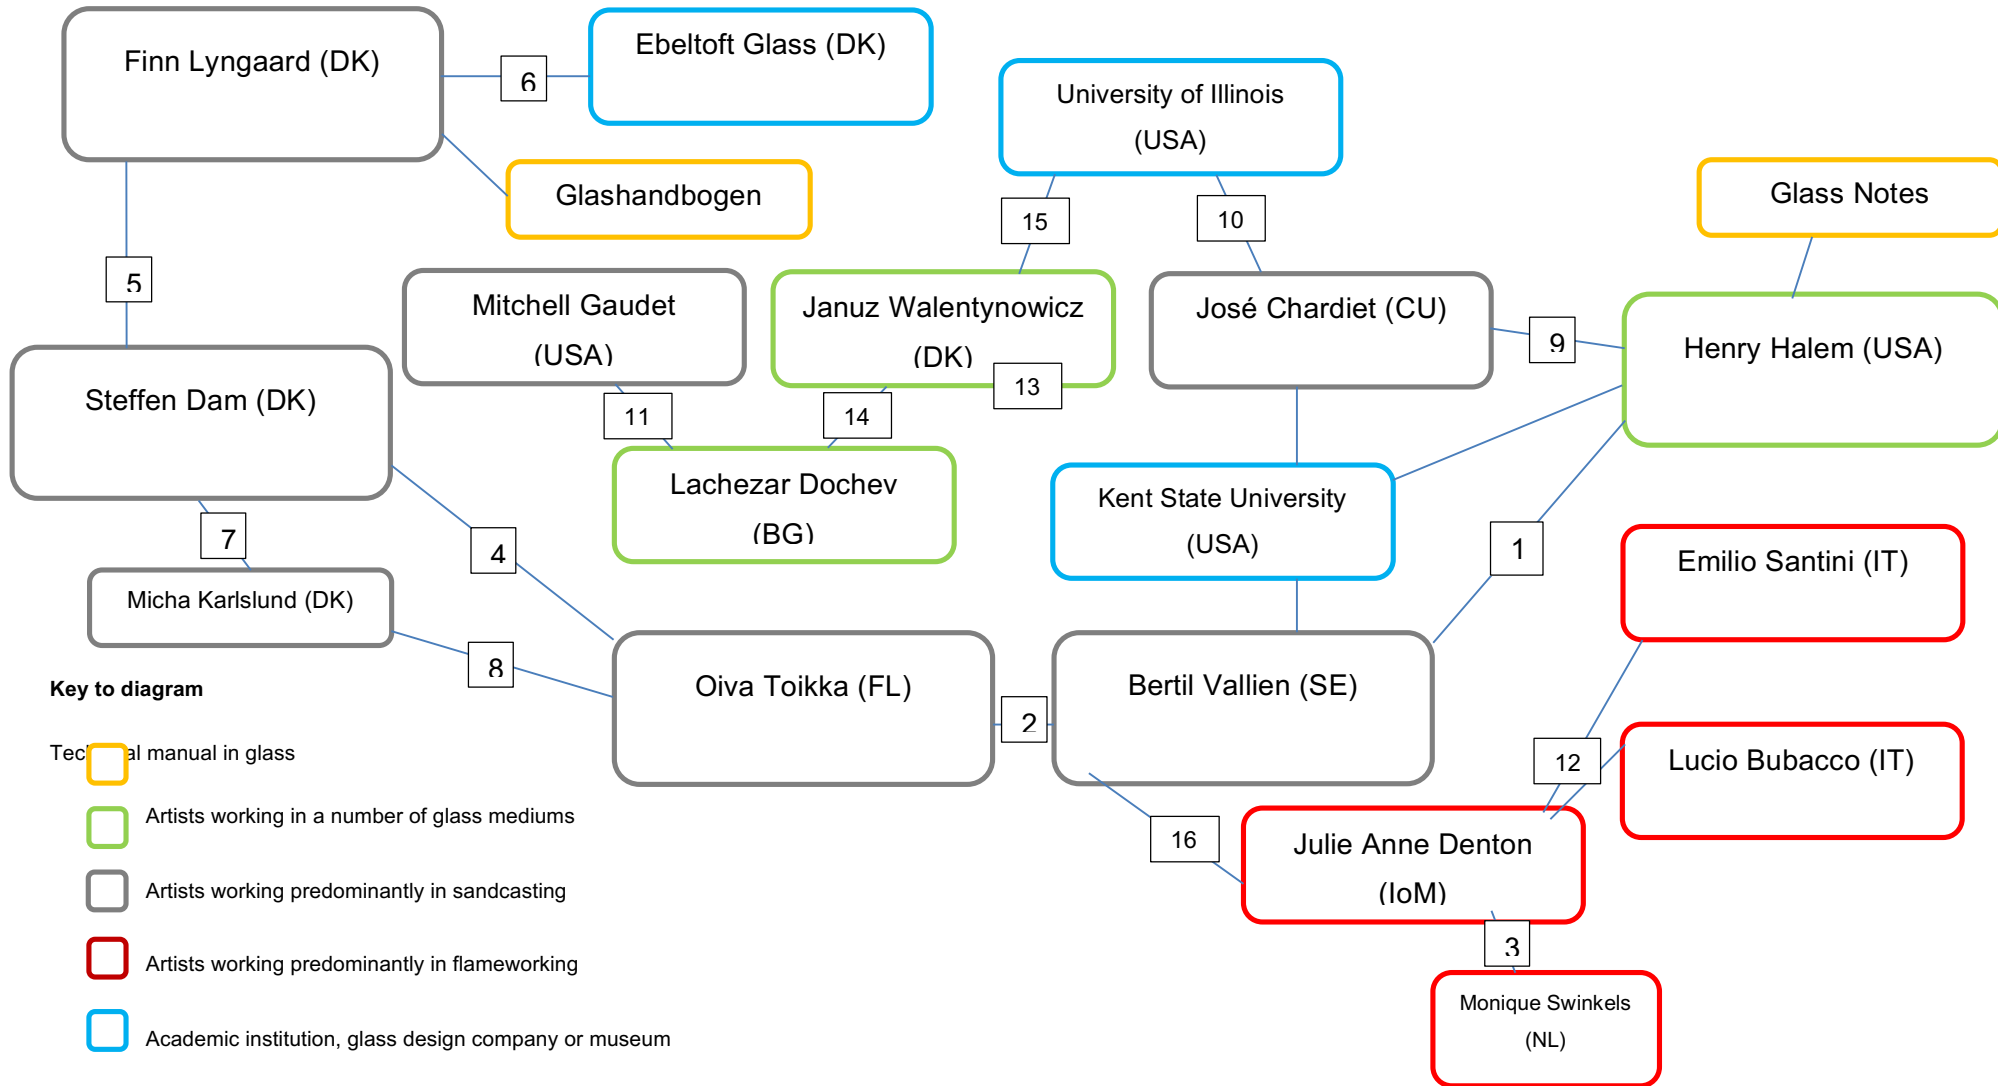 Finn Lyngaard (DK)
6
Ebeltoft Glass (DK)
University of Illinois
(USA)
Glashandbogen
Glass Notes
15
10
5
Mitchell Gaudet
(USA)
Januz Walentynowicz
(DK)
13
José Chardiet (CU)
9
Henry Halem (USA)
Steffen Dam (DK)
11
14
Lachezar Dochev
(BG)
Kent State University
(USA)
1
7
4
Emilio Santini (IT)
Micha Karlslund (DK)
8
Oiva Toikka (FL)
2
Bertil Vallien (SE)
12
Lucio Bubacco (IT)
16
Julie Anne Denton
(IoM)
3
Monique Swinkels
(NL)
Key to diagram
manual in glass
Artists working in a number of glass mediums
Artists working predominantly in sandcasting
Artists working predominantly in flameworking
Academic institution, glass design company or museum